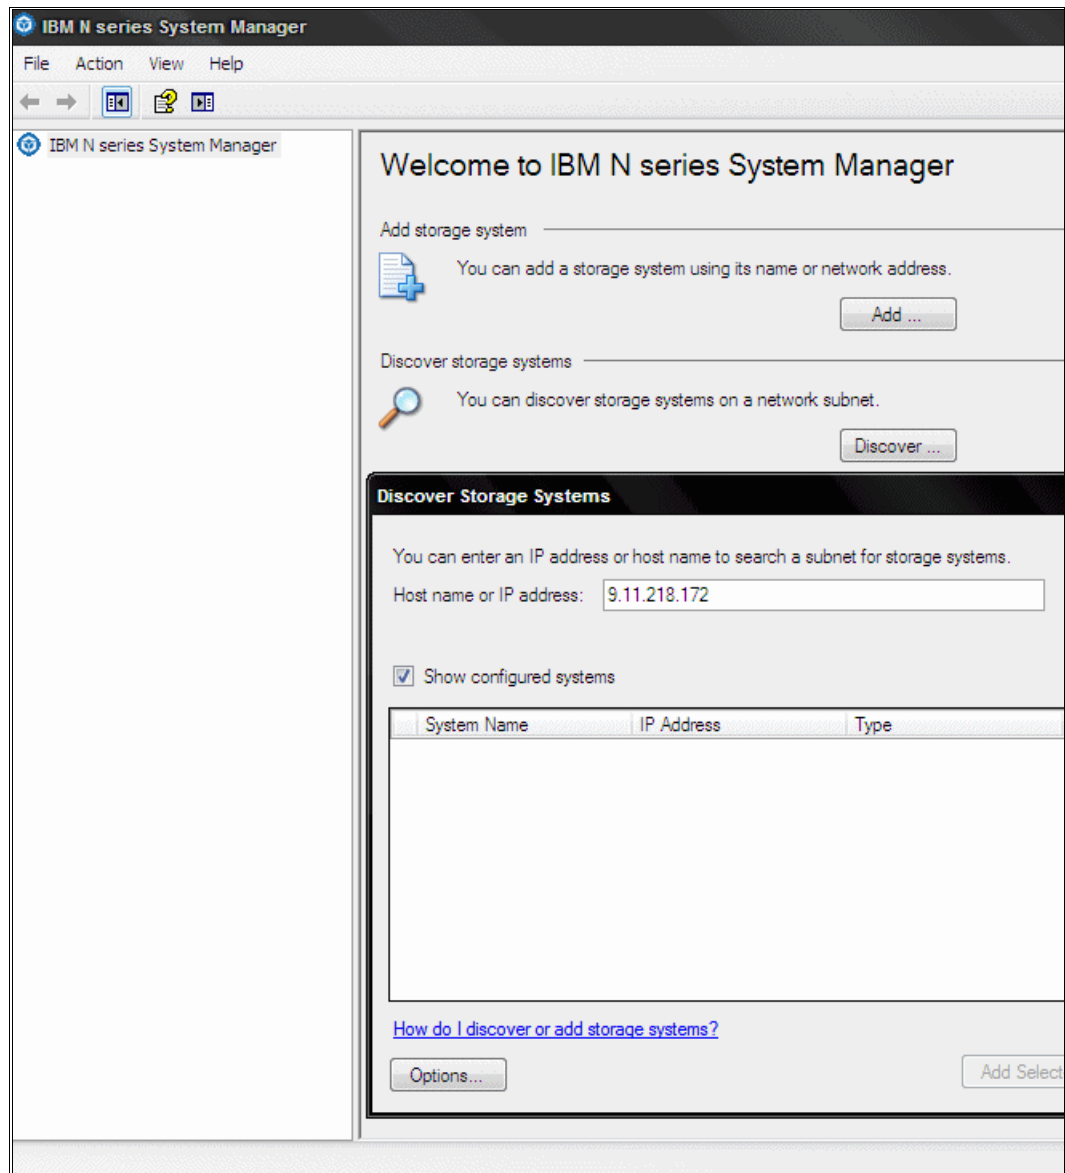 IBM N series System Manager
File Action View Help
IBM N series System Manager
Welcome to IBM N series System Manager
Add storage system
You can add a storage system using its name or network address.
Add ...
Discover storage systems
You can discover storage systems on a network subnet.
Discover ...
Discover Storage Systems
You can enter an IP address or host name to search a subnet for storage systems.
Host name or IP address: 9.11.218.172
Show configured systems
System Name IP Address Type
How do I discover or add storage systems?
Options... Add Select